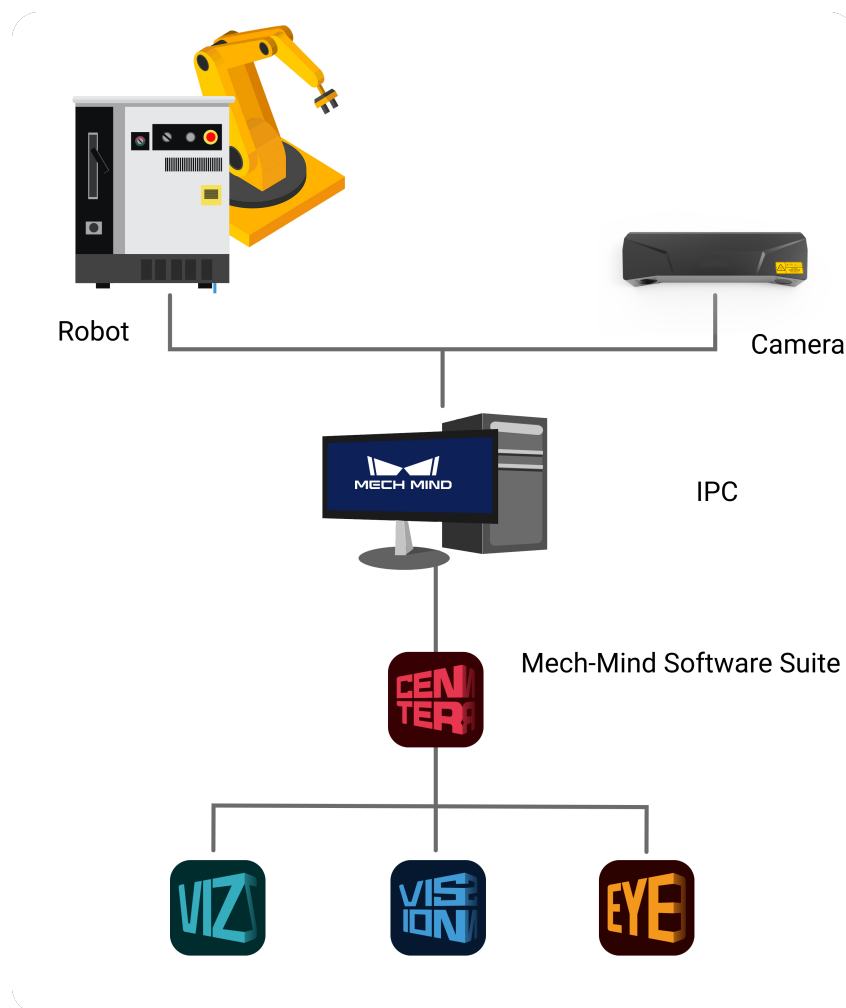 Robot
Camera
MECH MIND
IPC
Mech-Mind Software Suite
CEN
TER
VIZ
VIS
ION
EYE